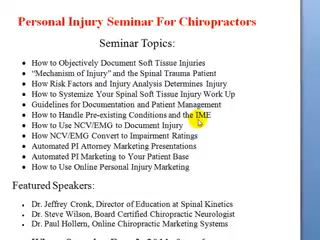 Personal Injury Seminar For Chiropractors
Seminar Topics:
• How to Objectively Document Soft Tissue Injuries
• “Mechanism of Injury” and the Spinal Trauma Patient
• How Risk Factors and Injury Analysis Determines Injury
• How to Systemize Your Spinal Soft Tissue Injury Work Up
• Guidelines for Documentation and Patient Management
• How to Handle Pre-existing Conditions and the IME
• How to Use NCV/EMG to Document Injury
• How NCV/EMG Convert to Impairment Ratings
• Automated PI Attorney Marketing Presentations
• Automated PI Marketing to Your Patient Base
• How to Use Online Personal Injury Marketing
Featured Speakers:
• Dr. Jeffrey Cronk, Director of Education at Spinal Kinetics
• Dr. Steve Wilson, Board Certified Chiropractic Neurologist
• Dr. Paul Hollern, Online Chiropractic Marketing Systems